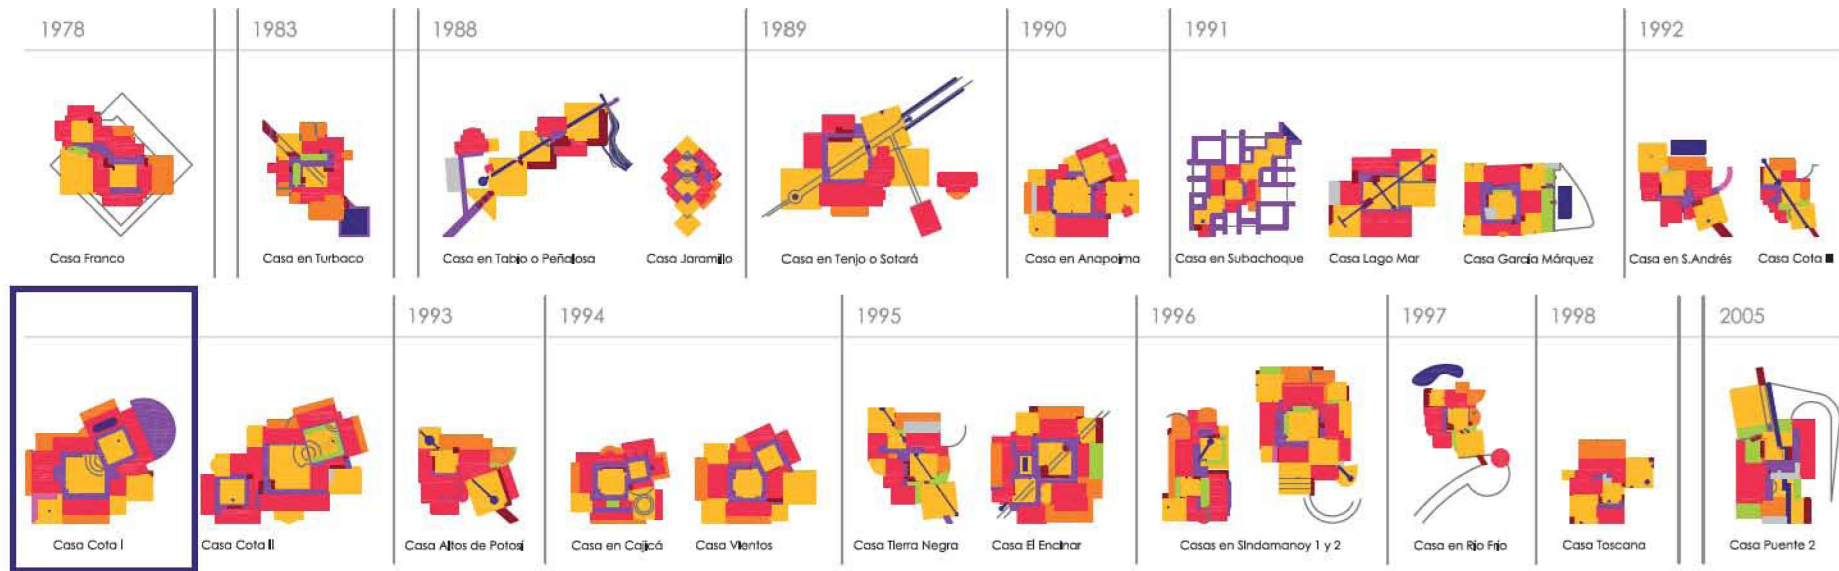 1978 1983 1988 1989 1990 1991 1992
Casa Franco Casa en Turbaco Casa en Tabio o Peñalosa Casa Jaramillo Casa en Tenjo o Sotará Casa en Anapoima Casa en Subachoque Casa Lago Mar Casa García Márquez Casa en S.Andrés Casa Cota III
1993 1994 1995 1996 1997 1998 2005
Casa Cota I Casa Cota II Casa Altos de Potosí Casa en Cajicá Casa Vientos Casa Tierra Negra Casa El Encinar Casas en Sindamanoy 1 y 2 Casa en Río Frío Casa Toscana Casa Puente 2